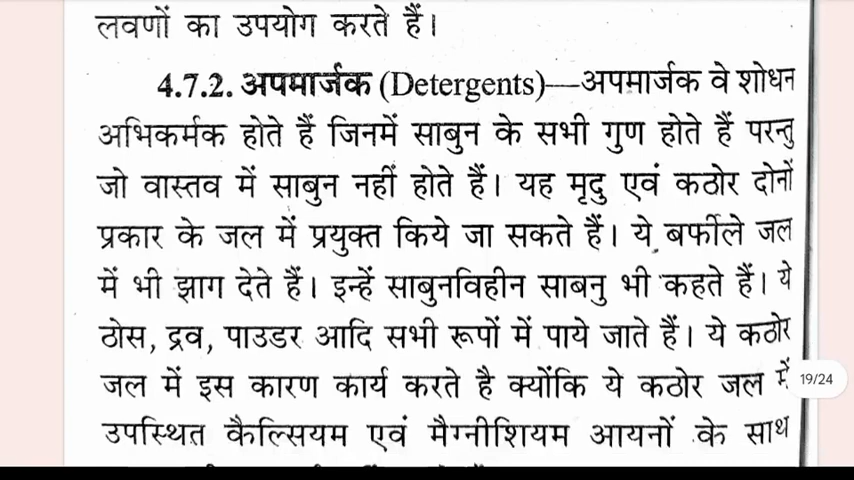 लवणों का उपयोग करते हैं।
4.7.2. अपमार्जक (Detergents)—अपमार्जक वे शोधन
अभिकर्मक होते हैं जिनमें साबुन के सभी गुण होते हैं परन्तु
जो वास्तव में साबुन नहीं होते हैं। यह मृदु एवं कठोर दोनों
प्रकार के जल में प्रयुक्त किये जा सकते हैं। ये बर्फीले जल
में भी झाग देते हैं। इन्हें साबुनविहीन साबनु भी कहते हैं। ये
ठोस, द्रव, पाउडर आदि सभी रूपों में पाये जाते हैं। ये कठोर
जल में इस कारण कार्य करते है क्योंकि ये कठोर जल में
19/24
उपस्थित कैल्सियम एवं मैग्नीशियम आयनों के साथ